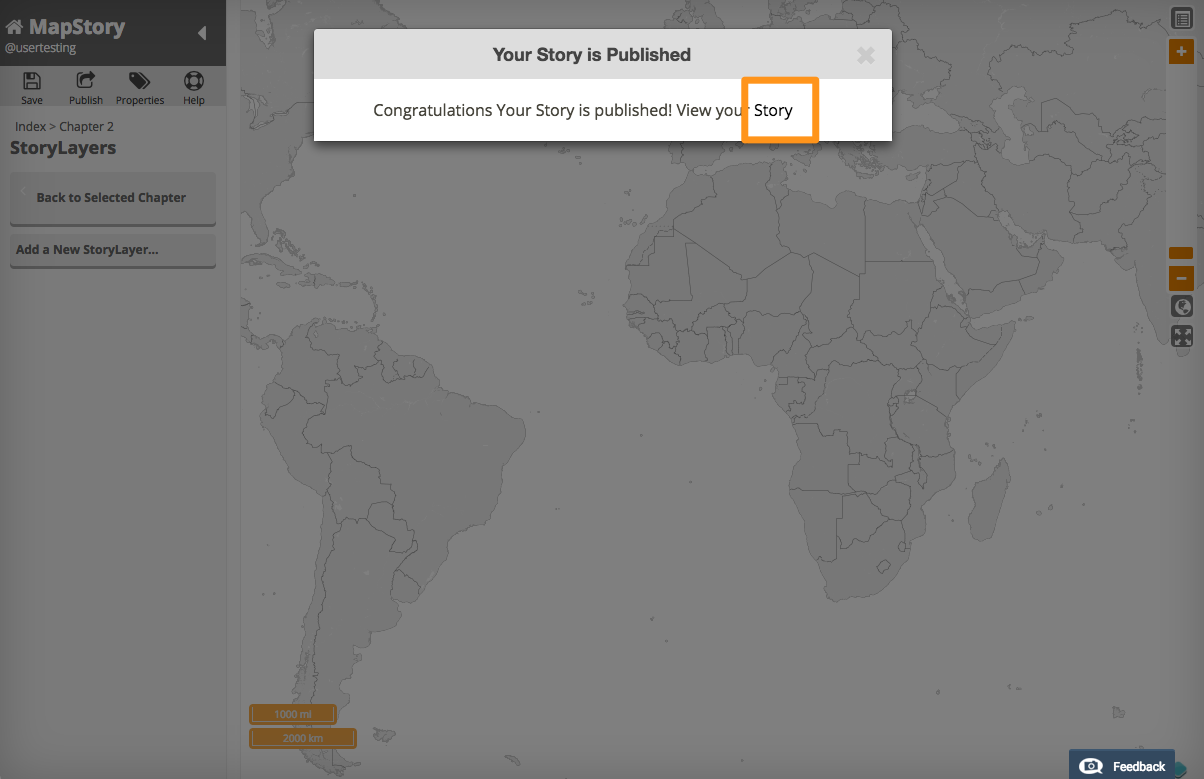 MapStory
@usertesting
Save
Publish
Properties
Help
Index > Chapter 2
StoryLayers
Back to Selected Chapter
Add a New StoryLayer...
Your Story is Published
Congratulations Your Story is published! View your Story
1000 mi
2000 km
Feedback